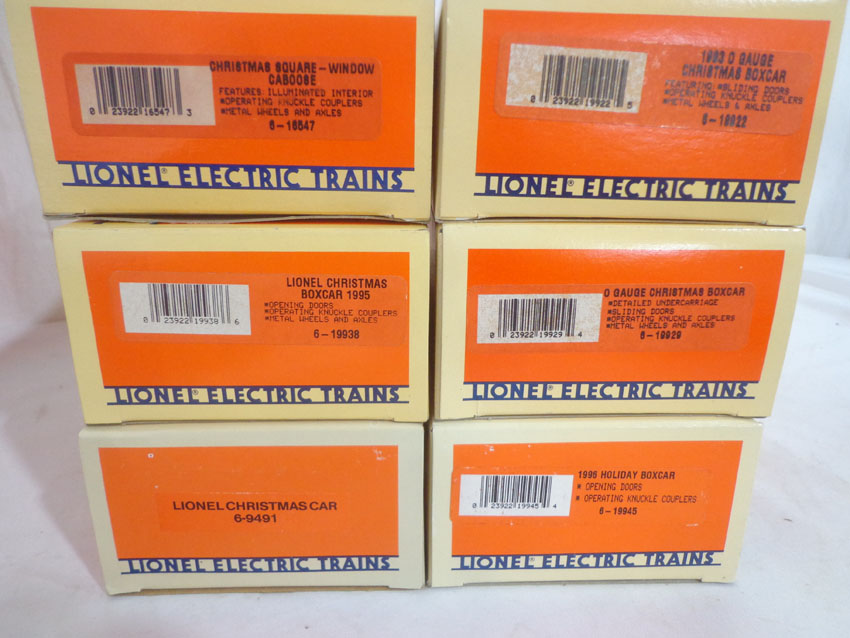 CHRISTMAS SQUARE-WINDOW
CABOOSE
FEATURES: ILLUMINATED INTERIOR
*OPERATING KNUCKLE COUPLERS
*METAL WHEELS AND AXLES
6-16547
0 23922 16547 3
LIONEL® ELECTRIC TRAINS
1993 O GAUGE
CHRISTMAS BOXCAR
FEATURING: *SLIDING DOORS
*OPERATING KNUCKLE COUPLERS
*METAL WHEELS & AXLES
6-19922
0 23922 19922 5
LIONEL® ELECTRIC TRAINS
LIONEL CHRISTMAS
BOXCAR 1995
*OPENING DOORS
*OPERATING KNUCKLE COUPLERS
*METAL WHEELS AND AXLES
6-19938
0 23922 19938 6
LIONEL® ELECTRIC TRAINS
O GAUGE CHRISTMAS BOXCAR
*DETAILED UNDERCARRIAGE
*SLIDING DOORS
*OPERATING KNUCKLE COUPLERS
*METAL WHEELS AND AXLES
6-19929
0 23922 19929 4
LIONEL® ELECTRIC TRAINS
LIONEL CHRISTMAS CAR
6-9491
LIONEL® ELECTRIC TRAINS
1996 HOLIDAY BOXCAR
* OPENING DOORS
* OPERATING KNUCKLE COUPLERS
6-19945
0 23922 19945 4
LIONEL® ELECTRIC TRAINS